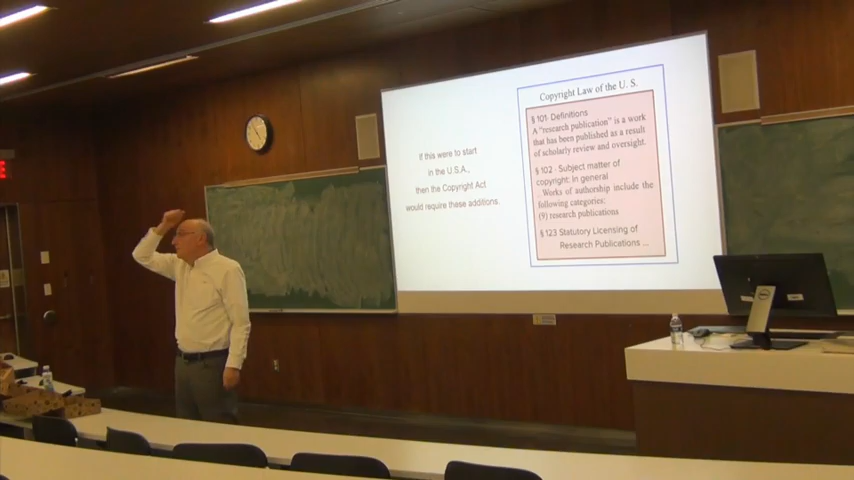 If this were to start
in the U.S.A.,
then the Copyright Act
would require these additions.
Copyright Law of the U. S.
§ 101· Definitions
A "research publication" is a work
that has been published as a result
of scholarly review and oversight.
§ 102 · Subject matter of
copyright: In general
. Works of authorship include the
following categories:
(9) research publications
§ 123 Statutory Licensing of
Research Publications ...
DELL